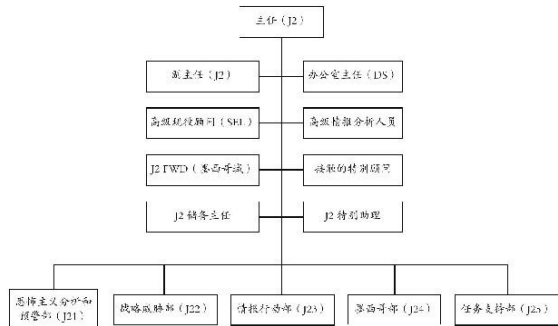 主任（J2）
副主任（J2）
办公室主任（DS）
高级现役顾问（SEL）
高级情报分析人员
J2 FWD（墨西哥城）
接触的特别顾问
J2 储备主任
J2 特别助理
恐怖主义分析和
预警部（J21）
战略威胁部（J22）
情报行动部（J23）
墨西哥部（J24）
任务支持部（J25）